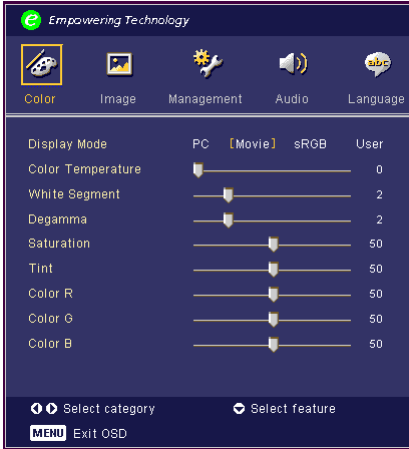 e Empowering Technology
Color Image Management abc Audio Language
Display Mode PC [Movie] sRGB User
Color Temperature 0
White Segment 2
Degamma 2
Saturation 50
Tint 50
Color R 50
Color G 50
Color B 50
Select category Select feature
MENU Exit OSD